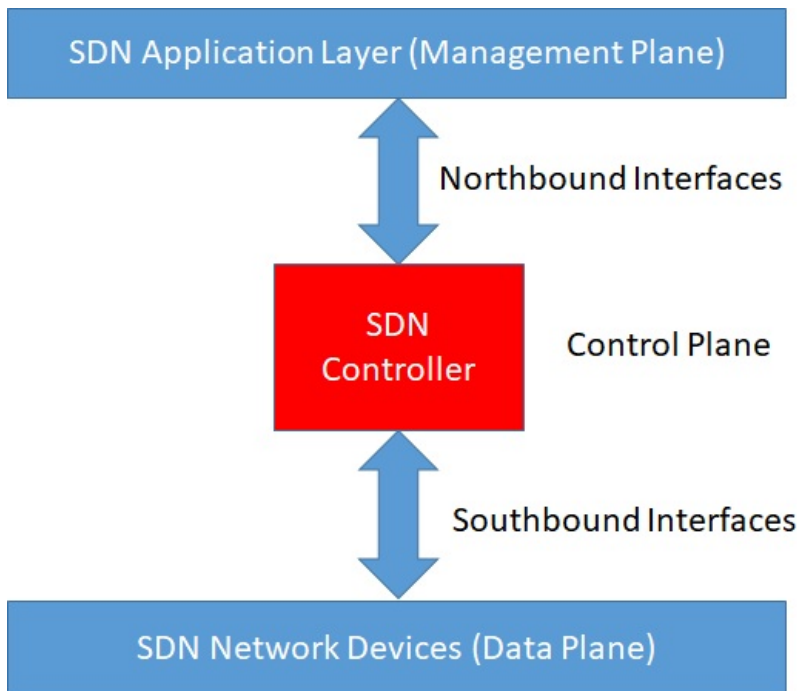 SDN Application Layer (Management Plane)
Northbound Interfaces
SDN
Controller
Control Plane
Southbound Interfaces
SDN Network Devices (Data Plane)